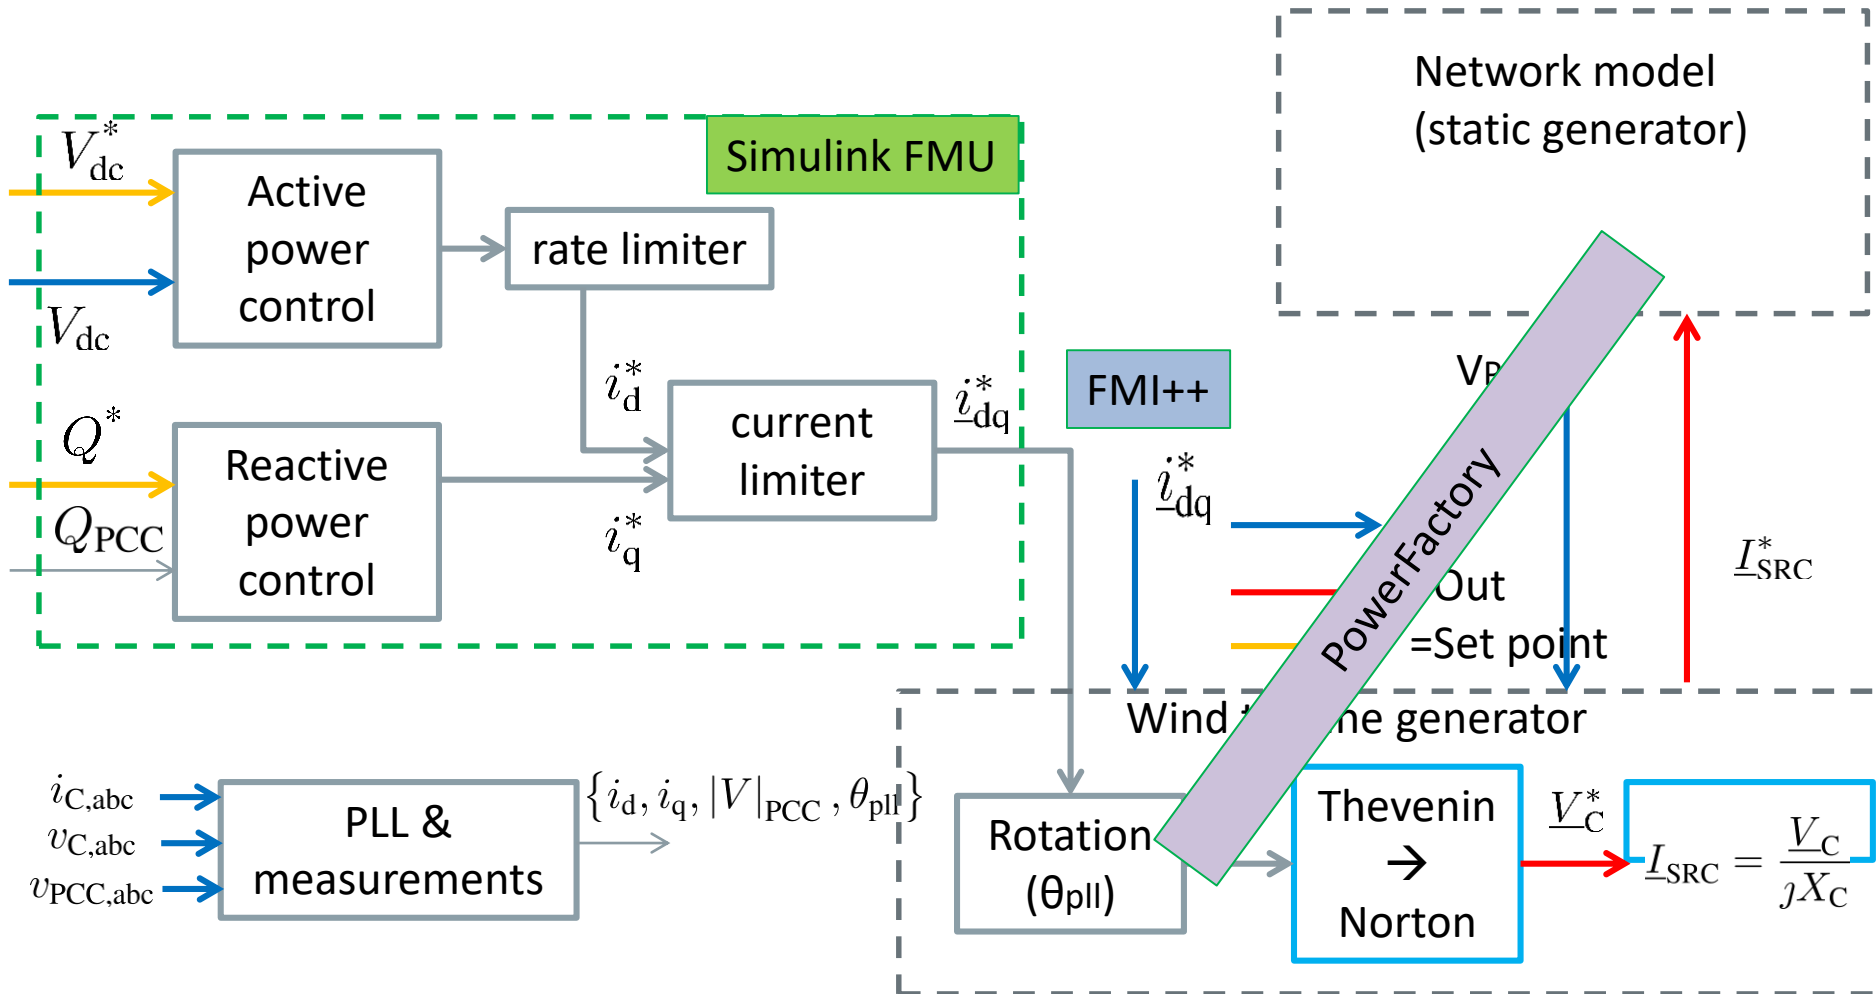 V*dc
Vdc
Active
power
control
rate limiter
Simulink FMU
i*d
Q*
QPCC
Reactive
power
control
i*q
current
limiter
i*dq
FMI++
i*dq
Network model
(static generator)
PowerFactory
Out
=Set point
I*SRC
Wind generator
iC,abc
vC,abc
vPCC,abc
PLL &
measurements
{id, iq, |V|PCC , θpll}
Rotation
(θpll)
Thevenin
→
Norton
V*C
ISRC = VC / jXC